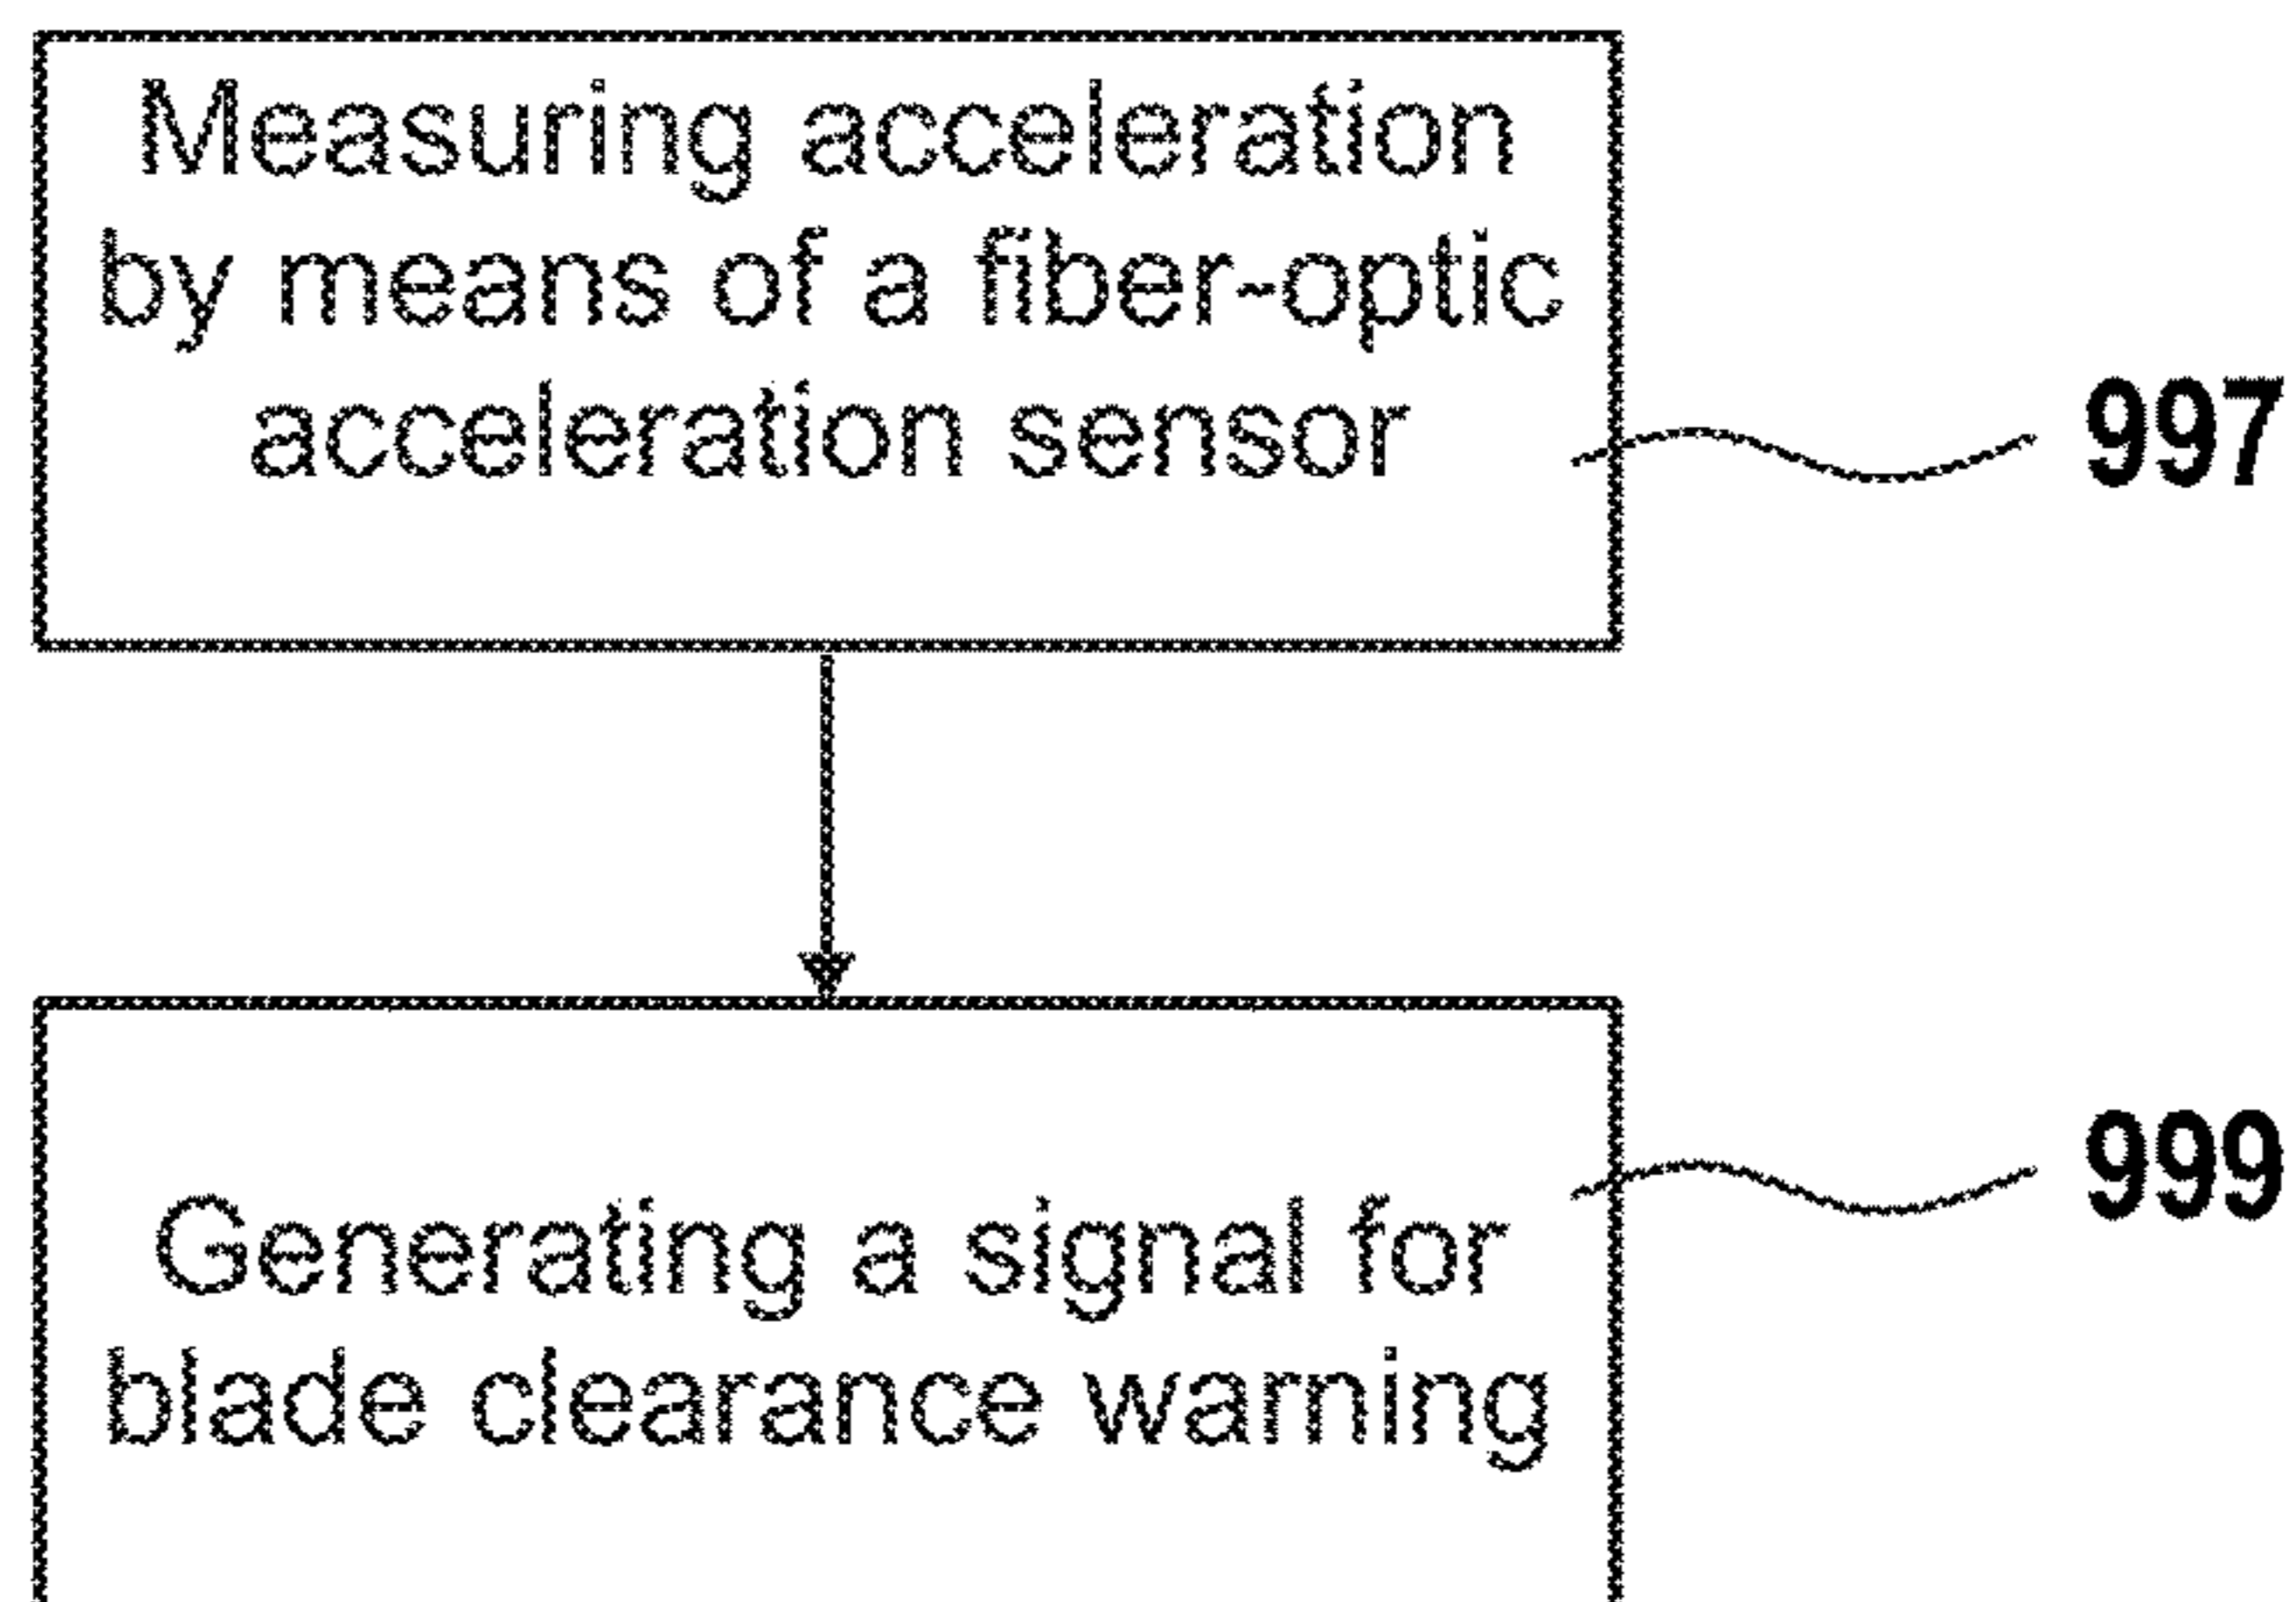 Measuring acceleration
by means of a fiber-optic
acceleration sensor
997
Generating a signal for
blade clearance warning
999